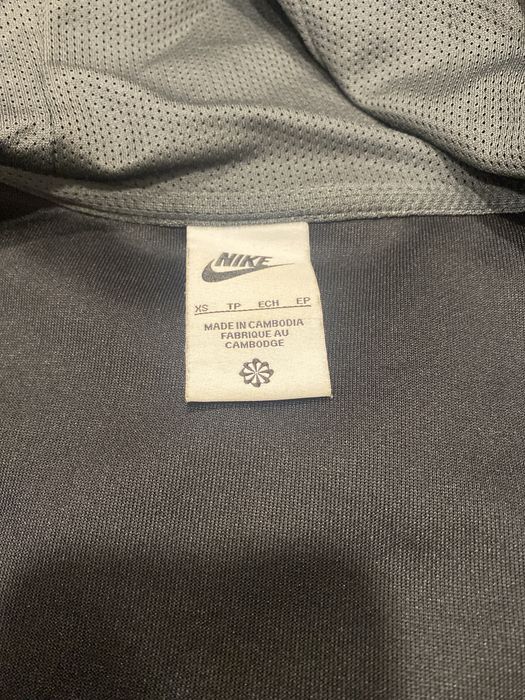 NIKE
XS TP ECH EP
MADE IN CAMBODIA
FABRIQUE AU
CAMBODGE